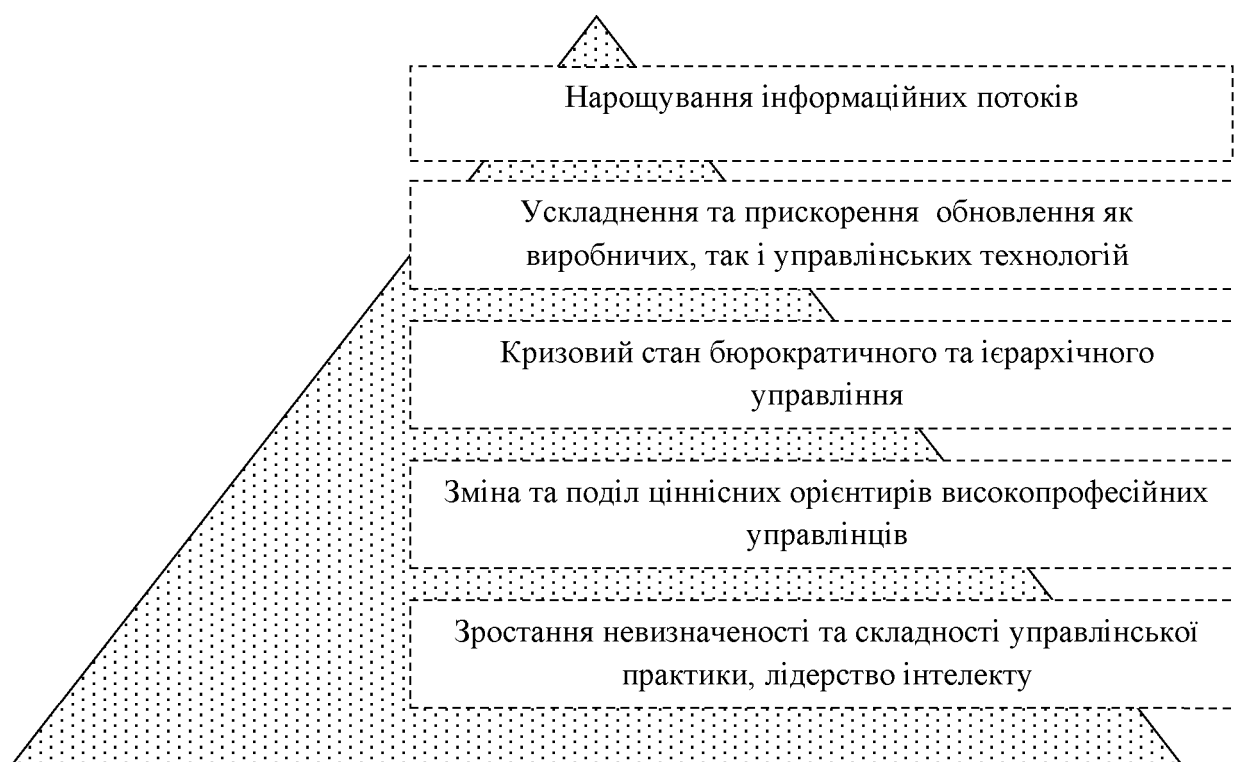 Нарощування інформаційних потоків
Ускладнення та прискорення обновлення як
виробничих, так і управлінських технологій
Кризовий стан бюрократичного та ієрархічного
управління
Зміна та поділ ціннісних орієнтирів високопрофесійних
управлінців
Зростання невизначеності та складності управлінської
практики, лідерство інтелекту